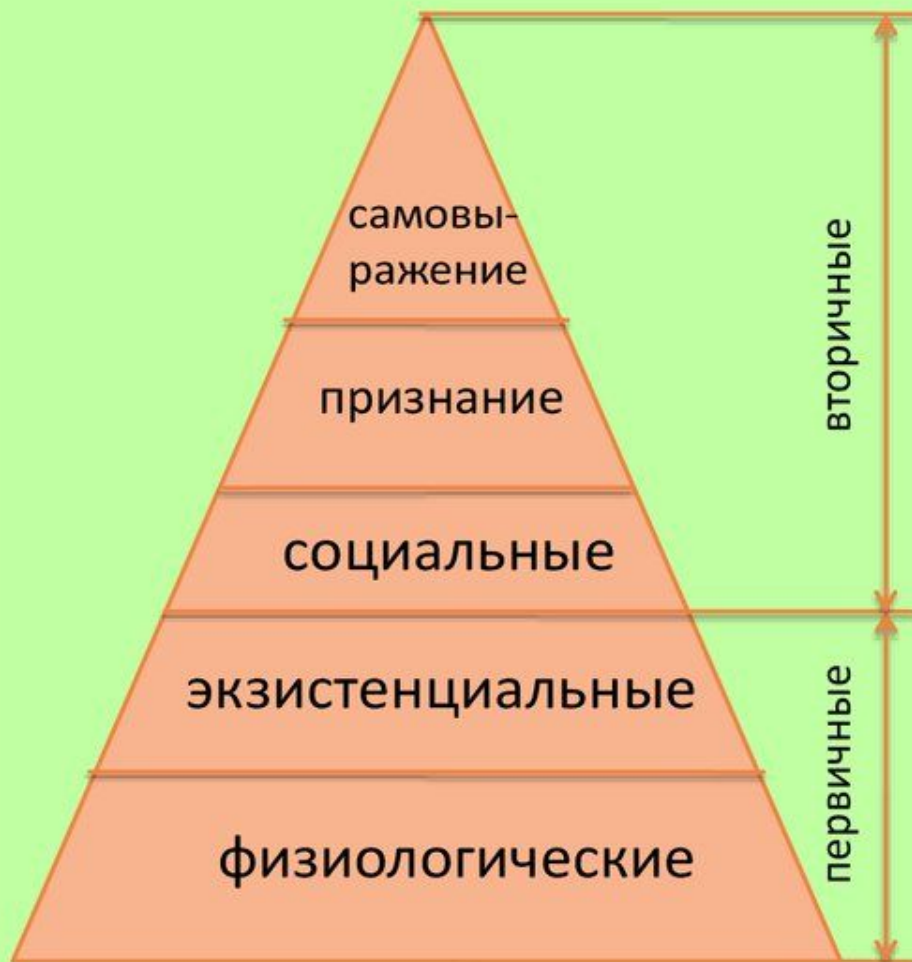 самовы-
ражение
признание
социальные
экзистенциальные
физиологические
вторичные
первичные